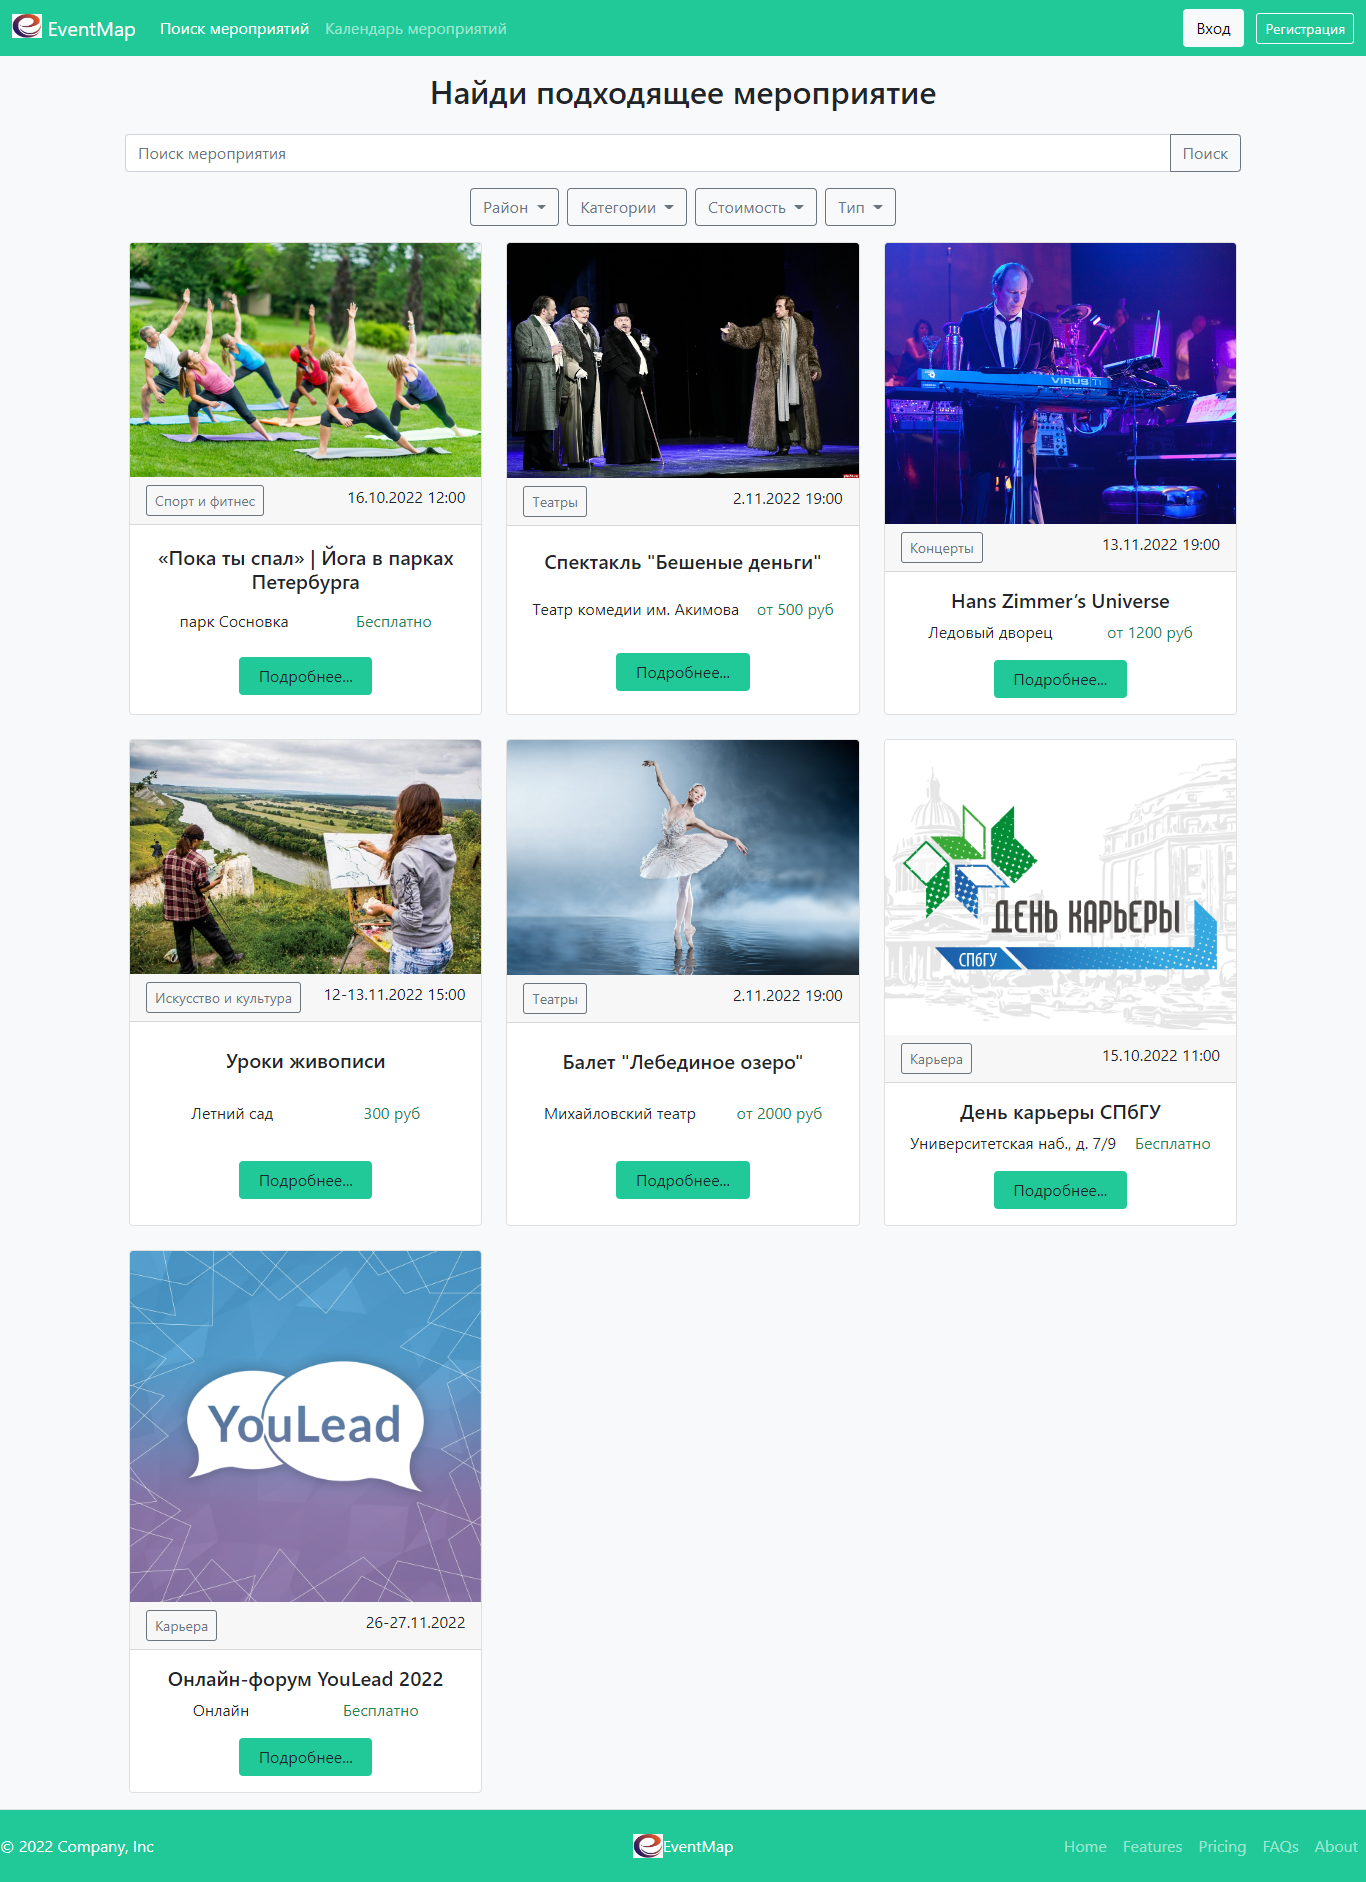 EventMap
Поиск мероприятий
Календарь мероприятий
Вход
Регистрация
Найди подходящее мероприятие
Поиск мероприятия
Поиск
Район
Категории
Стоимость
Тип
Спорт и фитнес
16.10.2022 12:00
«Пока ты спал» | Йога в парках
Петербурга
парк Сосновка
Бесплатно
Подробнее...
Театры
2.11.2022 19:00
Спектакль "Бешеные деньги"
Театр комедии им. Акимова
от 500 руб
Подробнее...
VIRUS TI
Концерты
13.11.2022 19:00
Hans Zimmer’s Universe
Ледовый дворец
от 1200 руб
Подробнее...
Искусство и культура
12-13.11.2022 15:00
Уроки живописи
Летний сад
300 руб
Подробнее...
Театры
2.11.2022 19:00
Балет "Лебединое озеро"
Михайловский театр
от 2000 руб
Подробнее...
ДЕНЬ КАРЬЕРЫ
СПбГУ
Карьера
15.10.2022 11:00
День карьеры СПбГУ
Университетская наб., д. 7/9
Бесплатно
Подробнее...
YouLead
Карьера
26-27.11.2022
Онлайн-форум YouLead 2022
Онлайн
Бесплатно
Подробнее...
© 2022 Company, Inc
EventMap
Home
Features
Pricing
FAQs
About